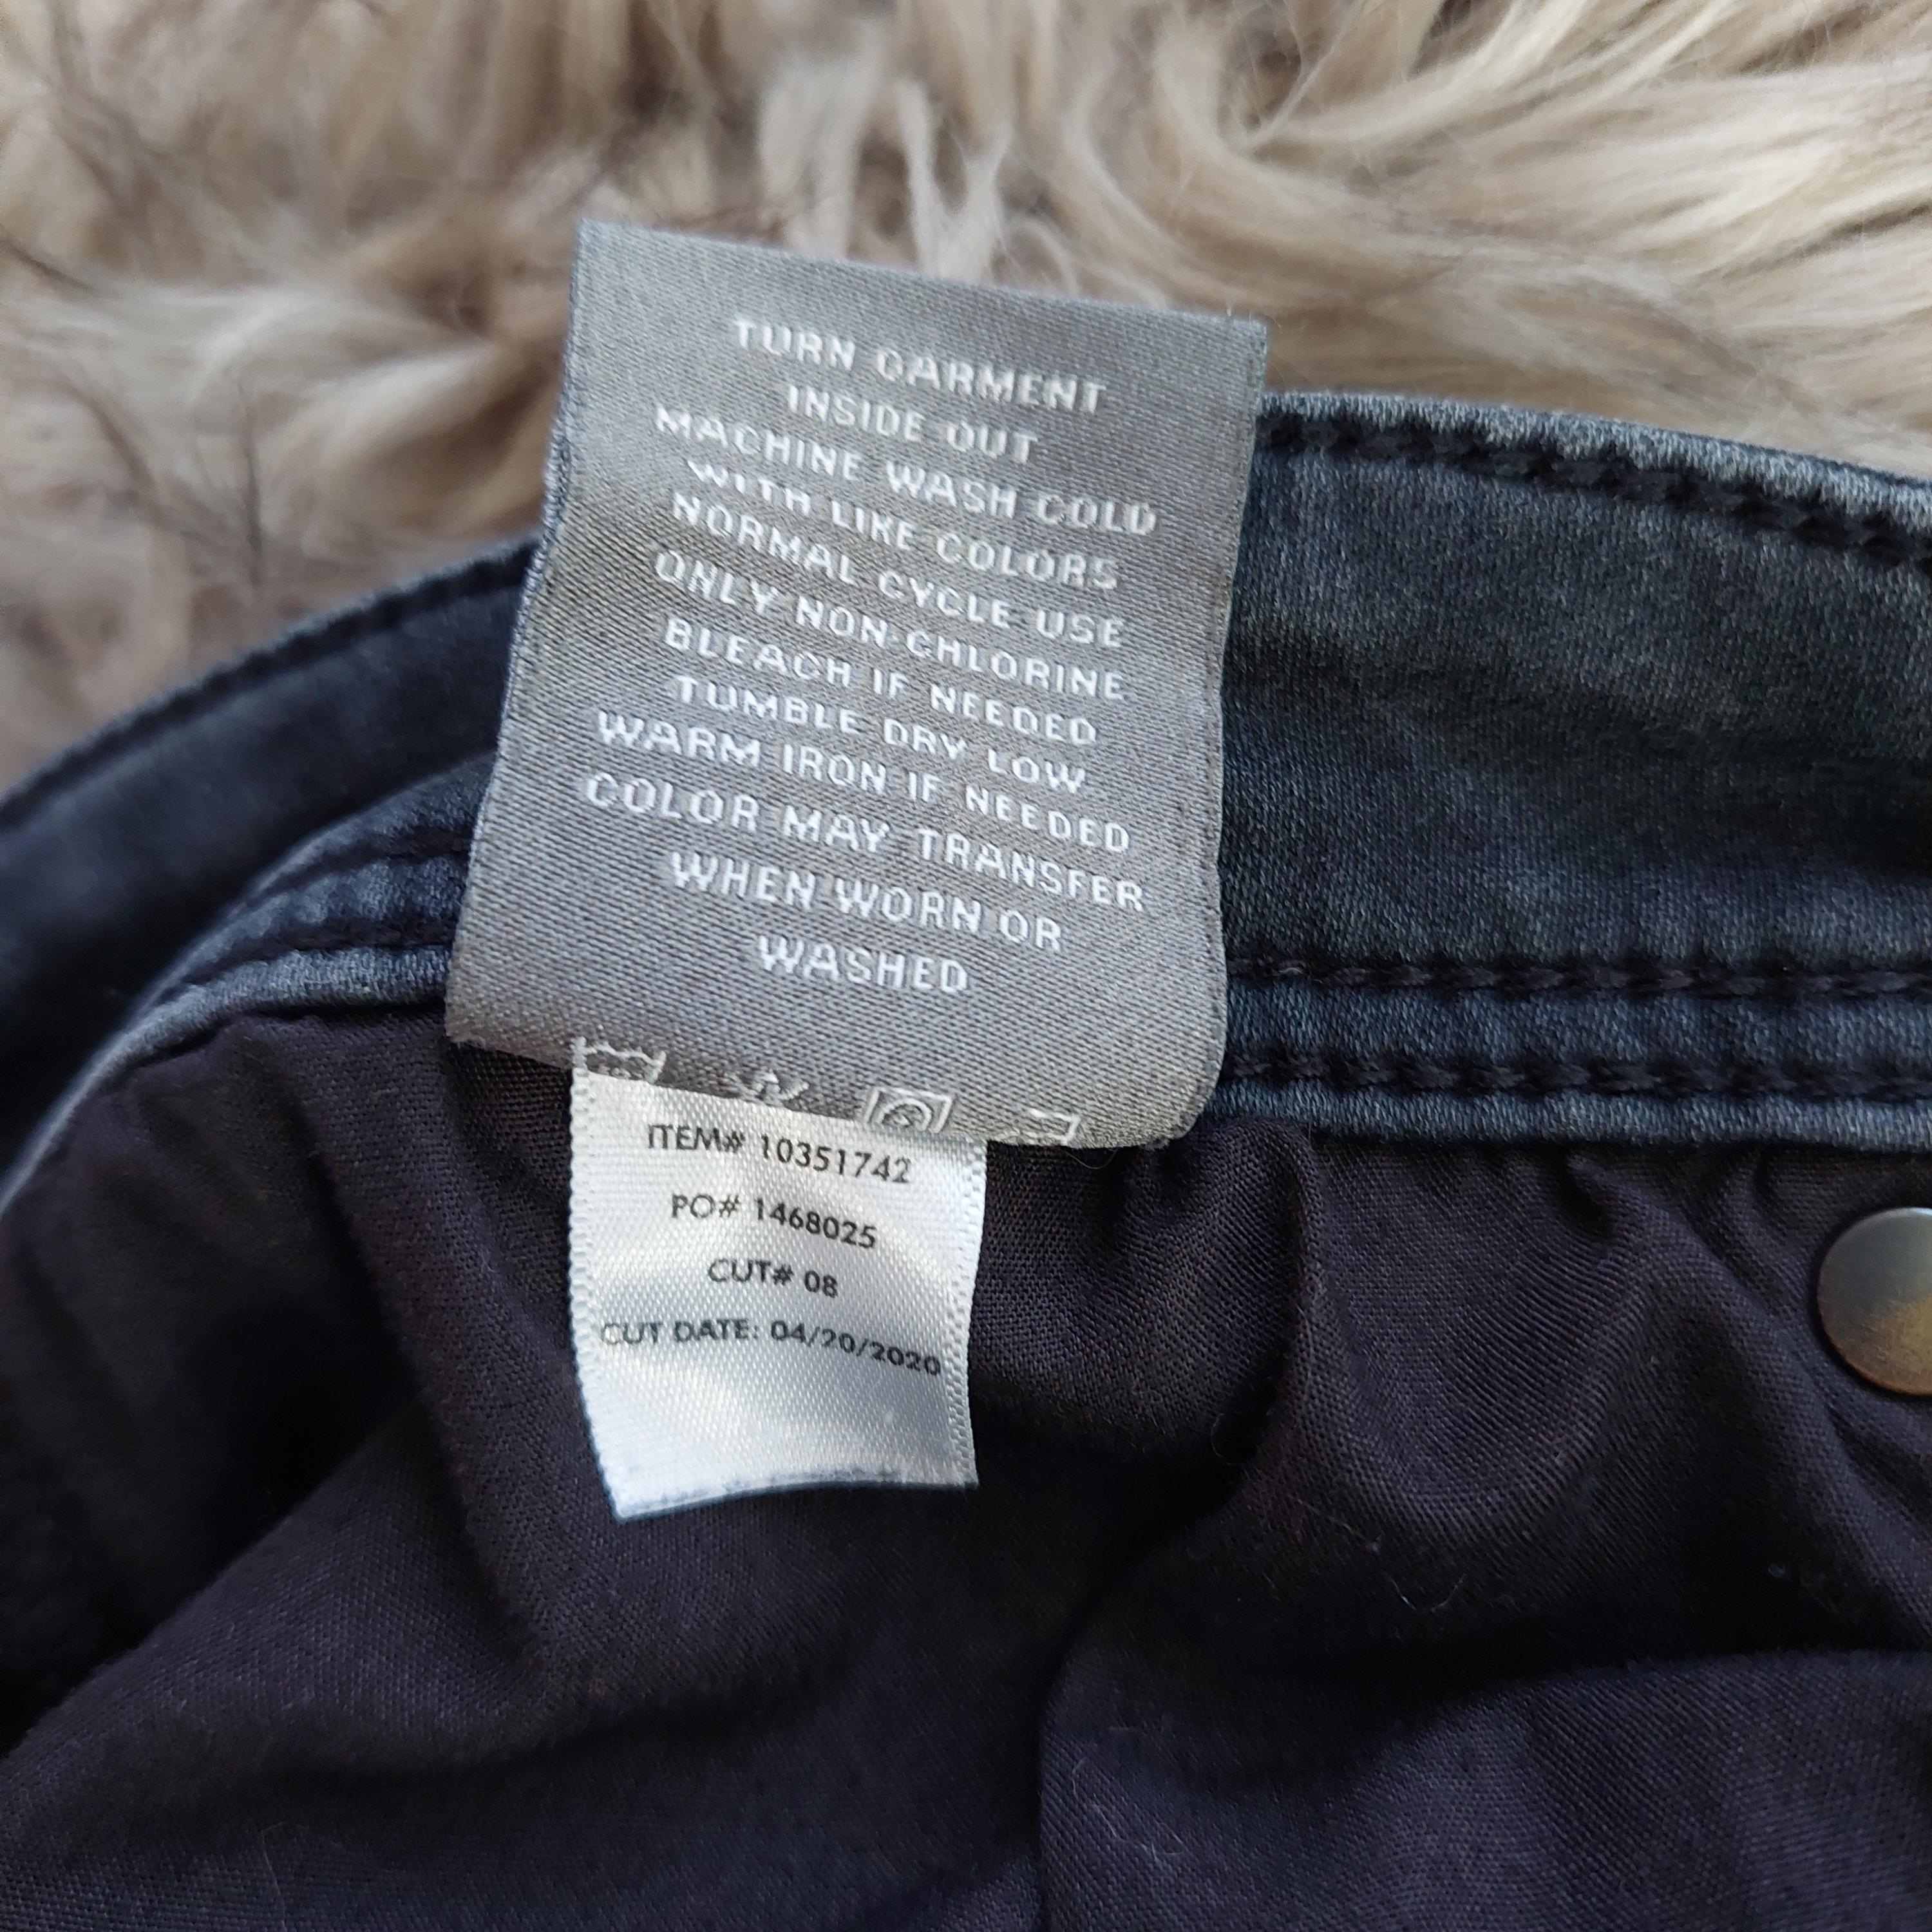 TURN GARMENT
INSIDE OUT
MACHINE WASH COLD
WITH LIKE COLORS
NORMAL CYCLE USE
ONLY NON-CHLORINE
BLEACH IF NEEDED
TUMBLE DRY LOW
WARM IRON IF NEEDED
COLOR MAY TRANSFER
WHEN WORN OR
WASHED
ITEM# 10351742
PO# 1468025
CUT# 08
CUT DATE: 04/20/2020